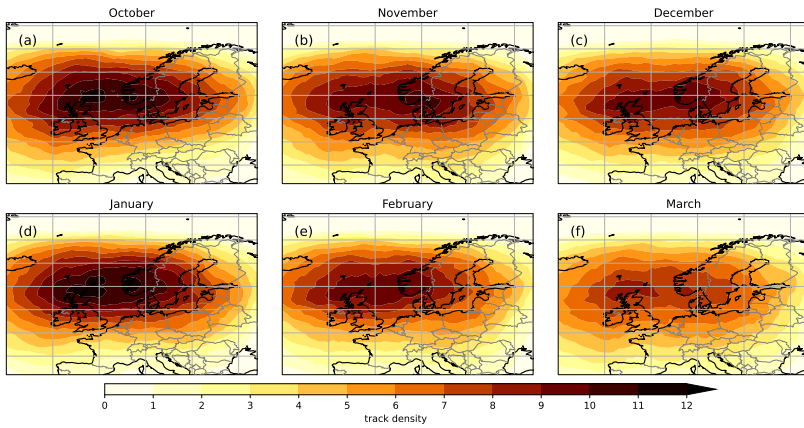 October
November
December
(a)
(b)
(c)
January
February
March
(d)
(e)
(f)
0 1 2 3 4 5 6 7 8 9 10 11 12
track density